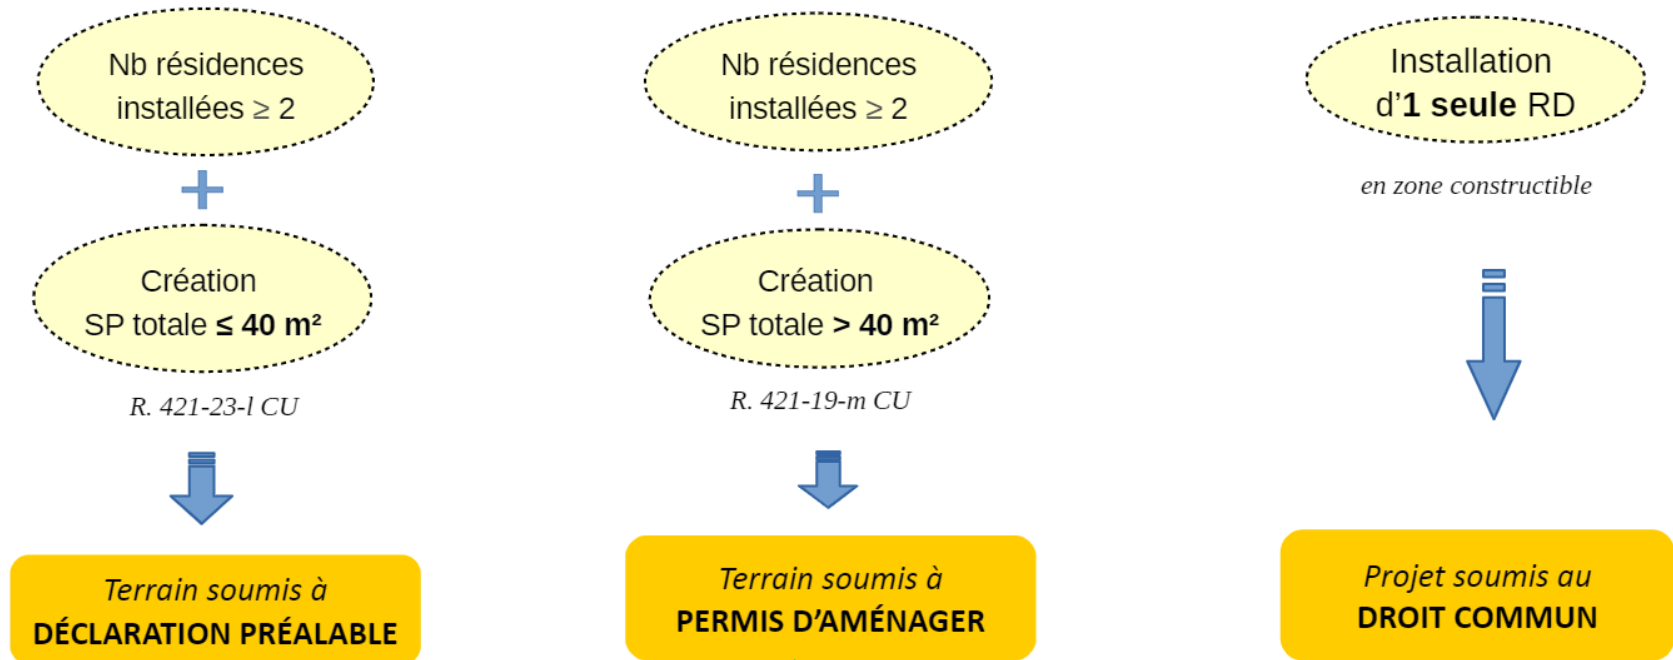 Nb résidences
installées ≥ 2
Création
SP totale ≤ 40 m²
R. 421-23-l CU
Terrain soumis à
DÉCLARATION PRÉALABLE
Nb résidences
installées ≥ 2
Création
SP totale > 40 m²
R. 421-19-m CU
Terrain soumis à
PERMIS D’AMÉNAGER
Installation
d’1 seule RD
en zone constructible
Projet soumis au
DROIT COMMUN